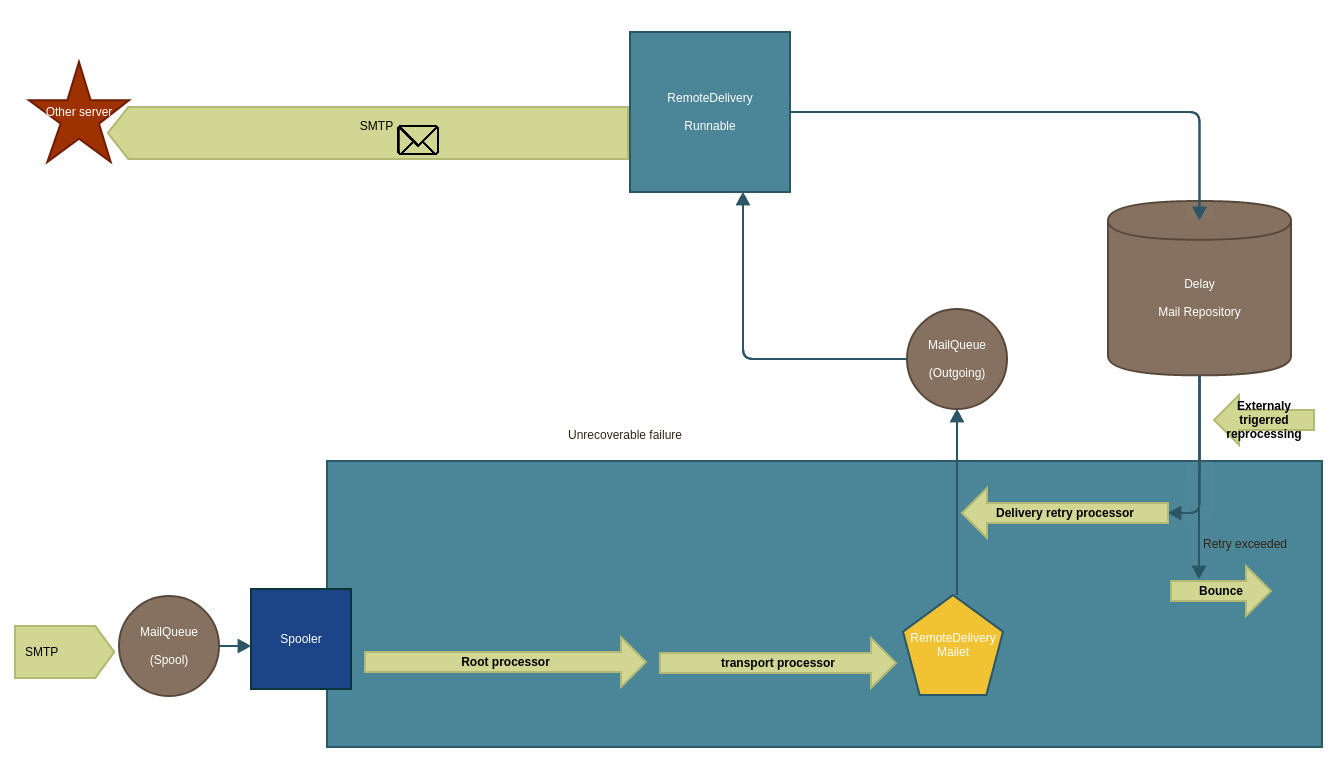 RemoteDelivery
Runnable
Other server
SMTP
Delay
Mail Repository
MailQueue
(Outgoing)
Externaly
trigerred
reprocessing
Unrecoverable failure
Delivery retry processor
Retry exceeded
Bounce
MailQueue
(Spool)
Spooler
SMTP
RemoteDelivery
Mailet
Root processor
transport processor